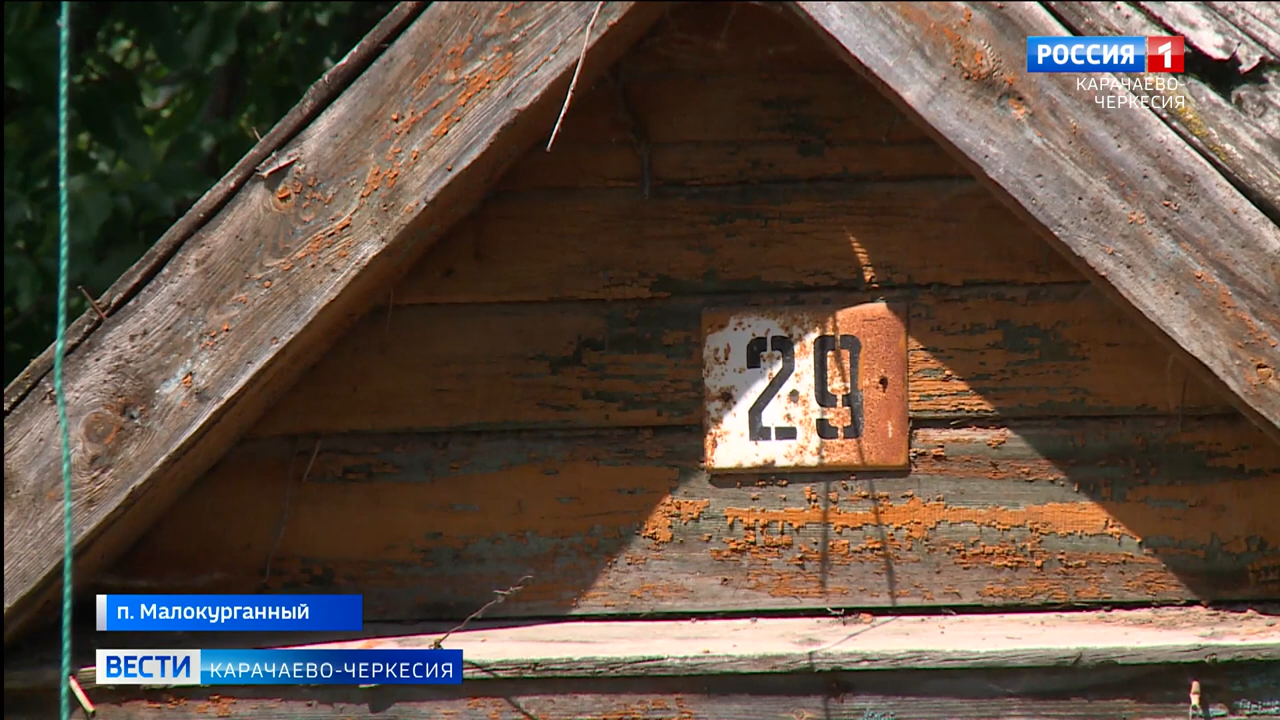 РОССИЯ 1
КАРАЧАЕВО-
ЧЕРКЕСИЯ
29
п. Малокурганный
ВЕСТИ КАРАЧАЕВО-ЧЕРКЕСИЯ